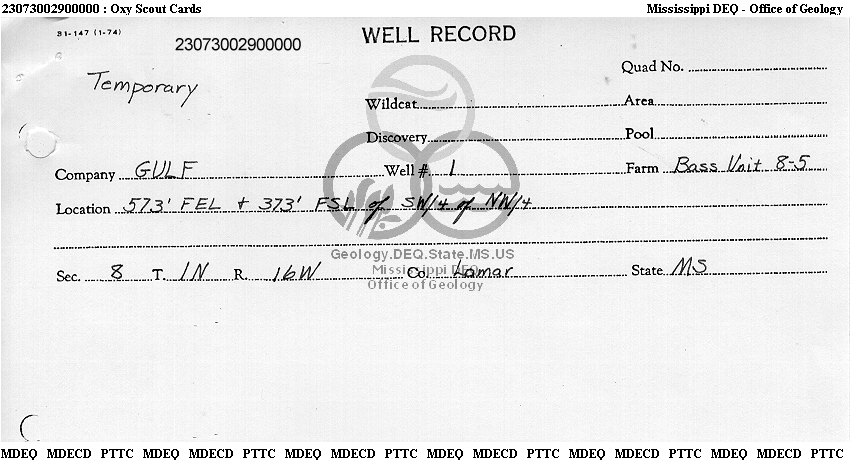 23073002900000 : Oxy Scout Cards Mississippi DEQ - Office of Geology
31-147 (1-74)
23073002900000 WELL RECORD
Temporary
Quad No.
Wildcat Area
Discovery Pool
Company GULF Well # 1 Farm Bass Unit 8-5
Location 573' FEL + 373' FSL of SW/4 of NW/4
Geology.DEQ.State.MS.US
Mississippi DEQ
Sec. 8 T. 1N R. 16W Co. Lamar State MS
Office of Geology
MDEQ MDECD PTTC MDEQ MDECD PTTC MDEQ MDECD PTTC MDEQ MDECD PTTC MDEQ MDECD PTTC MDEQ MDECD PTTC